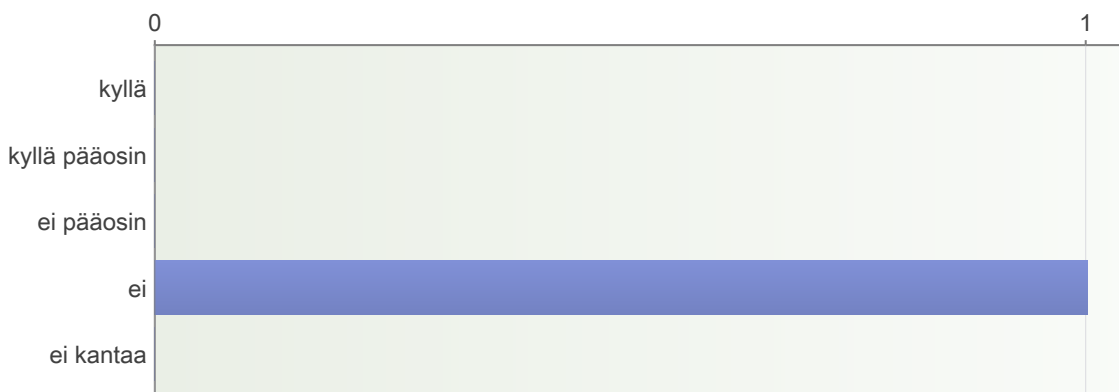 0 1
kyllä
kyllä pääosin
ei pääosin
ei
ei kantaa